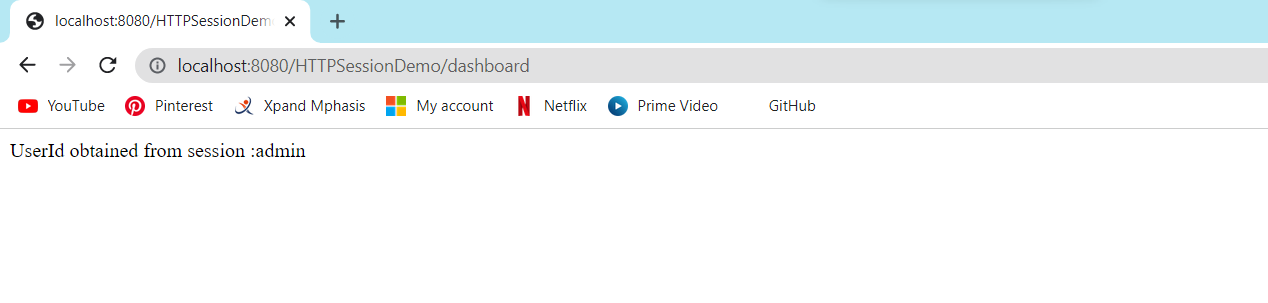 localhost:8080/HTTPSessionDem
localhost:8080/HTTPSessionDemo/dashboard
YouTube Pinterest Xpand Mphasis My account Netflix Prime Video GitHub
UserId obtained from session :admin